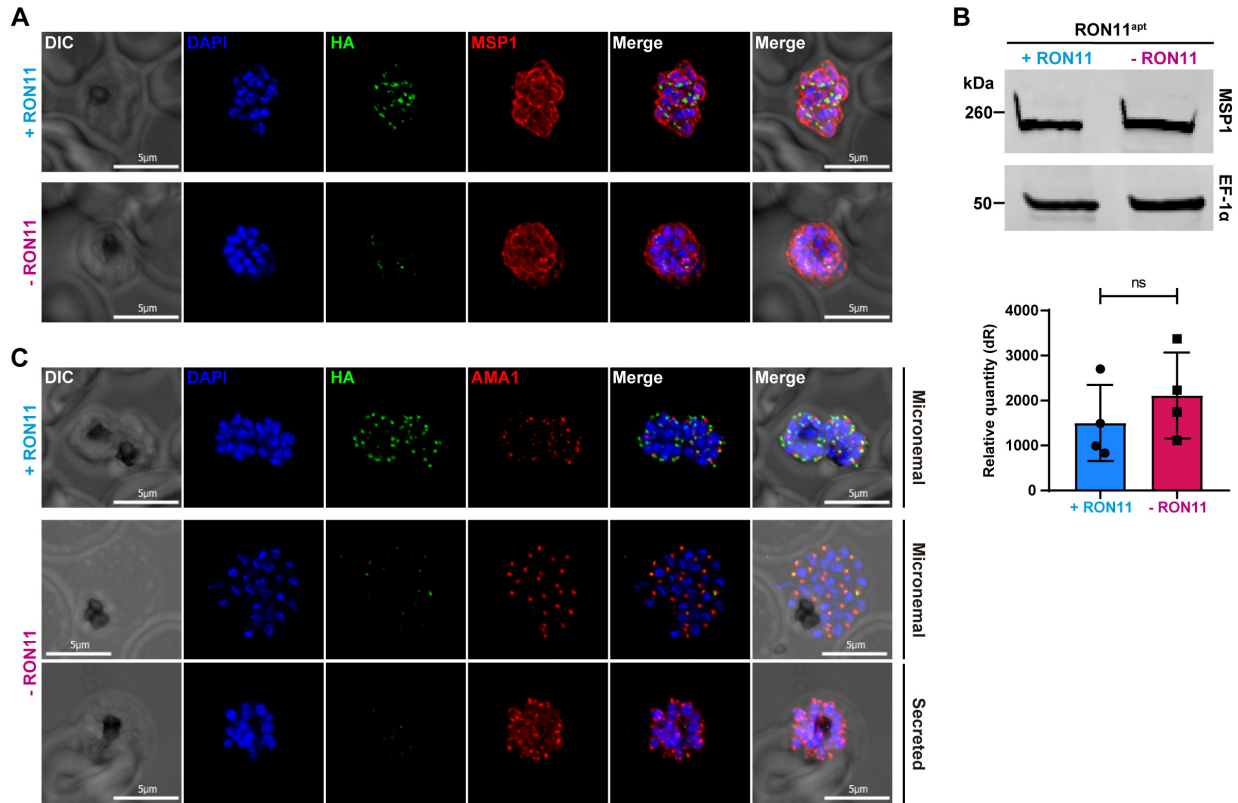 A
DIC DAPI HA MSP1 Merge Merge
+ RON11
5µm 5µm
- RON11
5µm 5µm
B
RON11apt
+ RON11 - RON11
kDa
260
MSP1
50
EF-1α
ns
Relative quantity (dR)
4000
3000
2000
1000
0
+ RON11 - RON11
C
DIC DAPI HA AMA1 Merge Merge
+ RON11
5µm 5µm
Micronemal
- RON11
5µm 5µm
Micronemal
5µm 5µm
Secreted